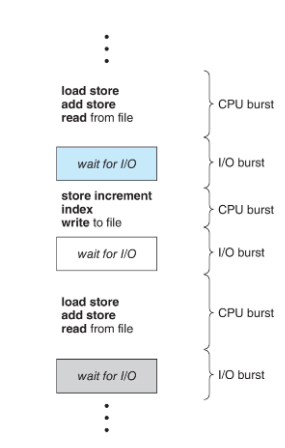 load store
add store
read from file
CPU burst
wait for I/O
I/O burst
store increment
index
write to file
CPU burst
wait for I/O
I/O burst
load store
add store
read from file
CPU burst
wait for I/O
I/O burst